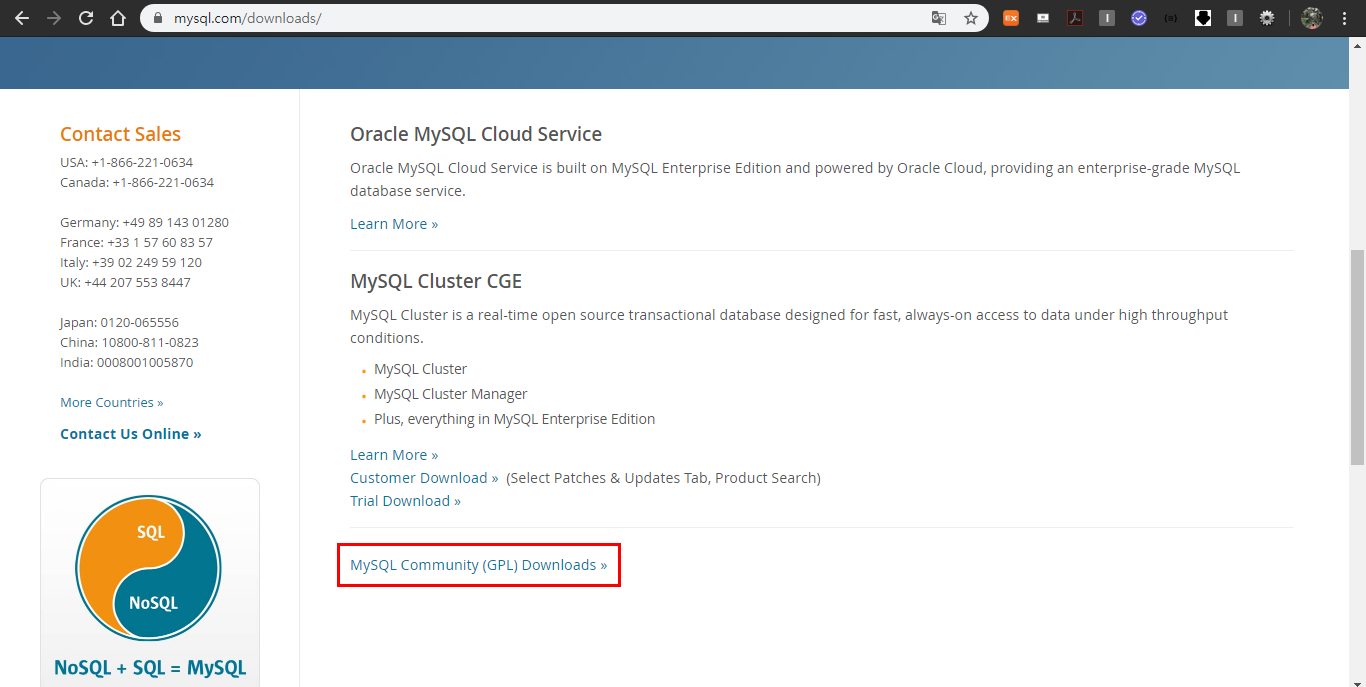 mysql.com/downloads/
Contact Sales
USA: +1-866-221-0634
Canada: +1-866-221-0634
Germany: +49 89 143 01280
France: +33 1 57 60 83 57
Italy: +39 02 249 59 120
UK: +44 207 553 8447
Japan: 0120-065556
China: 10800-811-0823
India: 0008001005870
More Countries »
Contact Us Online »
SQL
NoSQL
NoSQL + SQL = MySQL
Oracle MySQL Cloud Service
Oracle MySQL Cloud Service is built on MySQL Enterprise Edition and powered by Oracle Cloud, providing an enterprise-grade MySQL
database service.
Learn More »
MySQL Cluster CGE
MySQL Cluster is a real-time open source transactional database designed for fast, always-on access to data under high throughput
conditions.
• MySQL Cluster
• MySQL Cluster Manager
• Plus, everything in MySQL Enterprise Edition
Learn More »
Customer Download » (Select Patches & Updates Tab, Product Search)
Trial Download »
MySQL Community (GPL) Downloads »